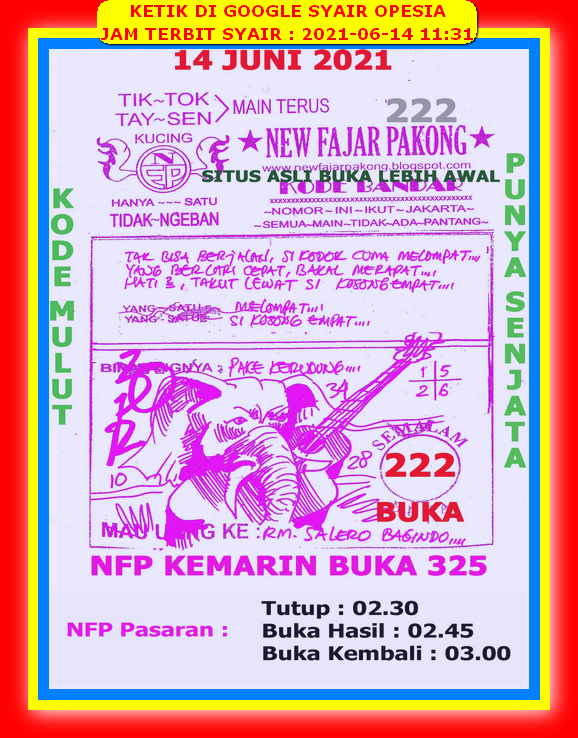 KETIK DI GOOGLE SYAIR OPESIA
JAM TERBIT SYAIR : 2021-06-14 11:31
14 JUNI 2021
TIK~TOK
TAY~SEN
MAIN TERUS
222
KUCING
NFP
★NEW FAJAR PAKONG★
www.newfajarpakong.blogspot.com
SITUS ASLI BUKA LEBIH AWAL
KODE BANDAR
HANYA ~~~ SATU
TIDAK~NGEBAN
~NOMOR~INI~IKUT~JAKARTA~
~SEMUA~MAIN~TIDAK~ADA~PANTANG~
KODE MULUT
PUNYA SENJATA
TAK BISA BERJALAN, SI KODOK CUMA MELOMPAT,,,,
YANG BERLARI CEPAT, BAKAL MERAPAT,,,,
HATI 2, TAKUT LEWAT SI KOSONG EMPAT,,,,
YANG~SATU MELOMPAT,,,,
YANG~SATUS SI KOSONG EMPAT,,,,
: PAKE KERUDUNG,,,,
34
1 5
2 6
10
28
SEMALAM
222
BUKA
KE : RM. SALERO BAGINDO,,,,
NFP KEMARIN BUKA 325
NFP Pasaran :
Tutup : 02.30
Buka Hasil : 02.45
Buka Kembali : 03.00